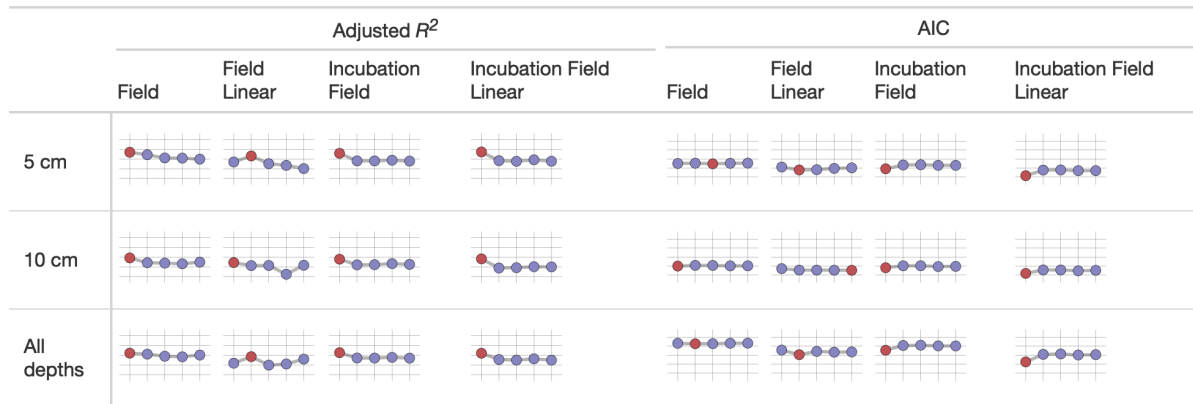 Adjusted R² AIC
Field Field Linear Incubation Field Incubation Field Linear Field Field Linear Incubation Field Incubation Field Linear
5 cm
10 cm
All depths